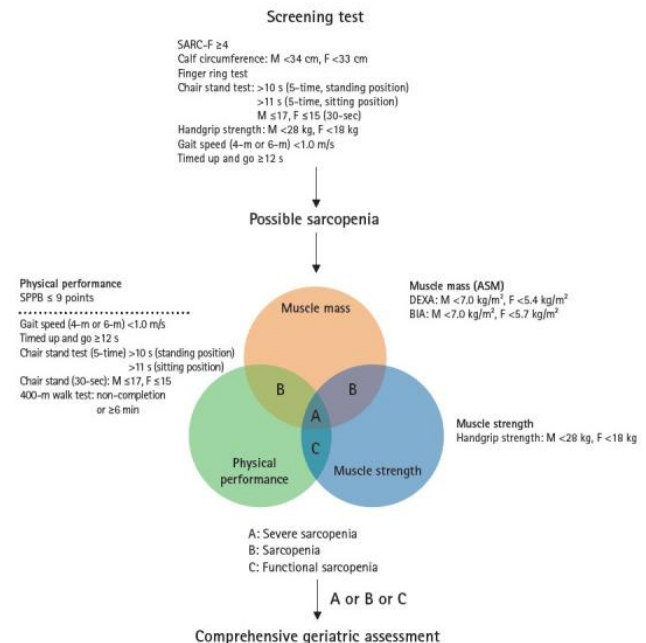 Screening test
SARC-F ≥4
Calf circumference: M <34 cm, F <33 cm
Finger ring test
Chair stand test: >10 s (5-time, standing position)
>11 s (5-time, sitting position)
M ≤17, F ≤15 (30-sec)
Handgrip strength: M <28 kg, F <18 kg
Gait speed (4-m or 6-m) <1.0 m/s
Timed up and go ≥12 s
Possible sarcopenia
Physical performance
SPPB ≤ 9 points
Gait speed (4-m or 6-m) <1.0 m/s
Timed up and go ≥12 s
Chair stand test (5-time) >10 s (standing position)
>11 s (sitting position)
Chair stand (30-sec): M ≤17, F ≤15
400-m walk test: non-completion
or ≥6 min
Muscle mass (ASM)
DEXA: M <7.0 kg/m², F <5.4 kg/m²
BIA: M <7.0 kg/m², F <5.7 kg/m²
Muscle mass
B
B
A
C
Physical
performance
Muscle strength
Muscle strength
Handgrip strength: M <28 kg, F <18 kg
A: Severe sarcopenia
B: Sarcopenia
C: Functional sarcopenia
A or B or C
Comprehensive geriatric assessment